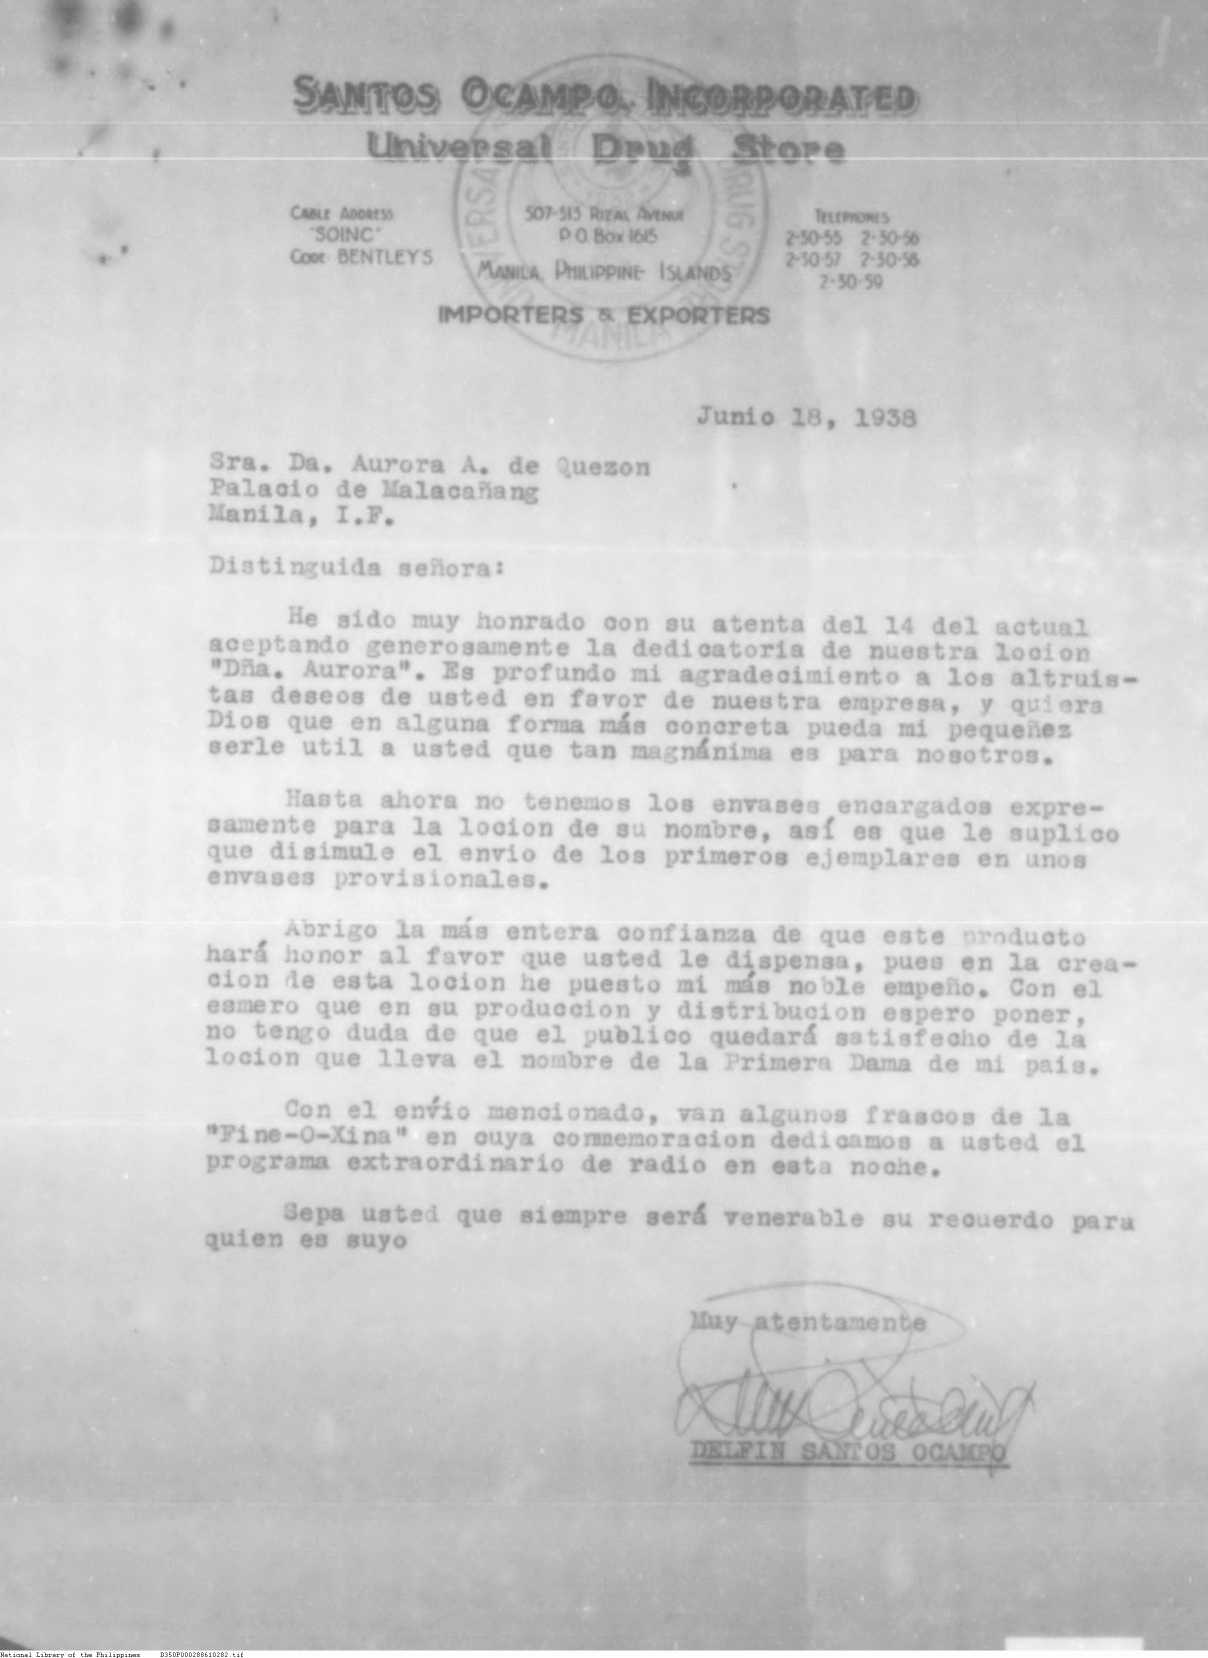 SANTOS OCAMPO, INCORPORATED
Universal Drug Store
CABLE ADDRESS
"SOINC"
CODE BENTLEY'S
507-513 RIZAL AVENUE
P.O. BOX 1615
MANILA, PHILIPPINE ISLANDS
TELEPHONES
2-30-55 2-30-56
2-30-57 2-30-58
2-30-59
IMPORTERS & EXPORTERS
UNIVERSAL DRUG STORE
MANILA
Junio 18, 1938
Sra. Da. Aurora A. de Quezon
Palacio de Malacañang
Manila, I.F.
Distinguida señora:
He sido muy honrado con su atenta del 14 del actual
aceptando generosamente la dedicatoria de nuestra locion
"Dña. Aurora". Es profundo mi agradecimiento a los altruis-
tas deseos de usted en favor de nuestra empresa, y quiera
Dios que en alguna forma más concreta pueda mi pequeñez
serle util a usted que tan magnánima es para nosotros.
Hasta ahora no tenemos los envases encargados expre-
samente para la locion de su nombre, así es que le suplico
que disimule el envio de los primeros ejemplares en unos
envases provisionales.
Abrigo la más entera confianza de que este producto
hará honor al favor que usted le dispensa, pues en la crea-
cion de esta locion he puesto mi más noble empeño. Con el
esmero que en su produccion y distribucion espero poner,
no tengo duda de que el publico quedará satisfecho de la
locion que lleva el nombre de la Primera Dama de mi pais.
Con el envío mencionado, van algunos frascos de la
"Fine-O-Xina" en cuya conmemoracion dedicamos a usted el
programa extraordinario de radio en esta noche.
Sepa usted que siempre será venerable su recuerdo para
quien es suyo
Muy atentamente
DELFIN SANTOS OCAMPO
National Library of the Philippines B350P000288610282.tif